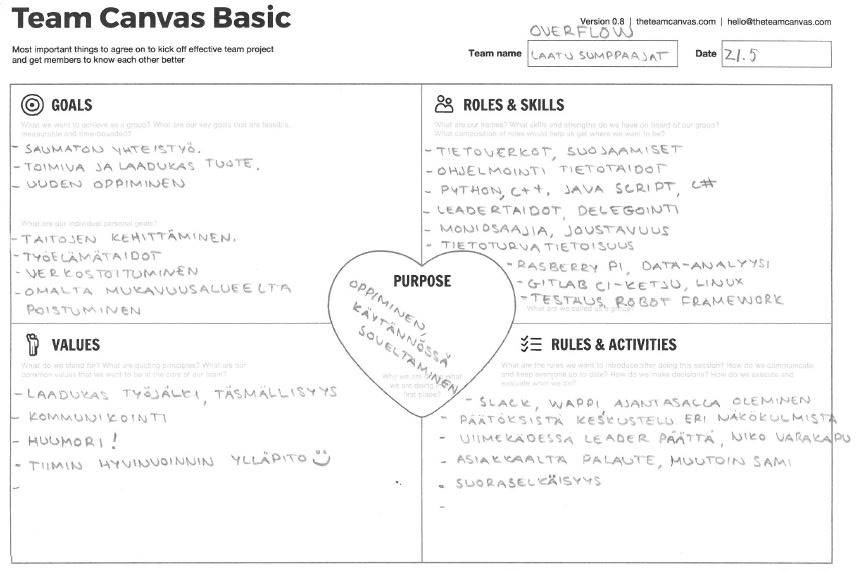 Team Canvas Basic
Most important things to agree on to kick off effective team project
and get members to know each other better
Version 0.8 | theteamcanvas.com | hello@theteamcanvas.com
OVERFLOW
Team name LAATU SUMPPAAJAT
Date 21.5
GOALS
What we want to achieve as a group? What are our key goals that are feasible,
measurable and time-bounded?
- SAUMATON YHTEISTYÖ.
- TOIMIVA JA LAADUKAS TUOTE.
- UUDEN OPPIMINEN
What are our individual personal goals?
- TAITOJEN KEHITTÄMINEN.
- TYÖELÄMÄTAIDOT
- VERKOSTOITUMINEN
- OMALTA MUKAVUUSALUEELTA
POISTUMINEN
ROLES & SKILLS
What are our names? What skills and strengths do we have on board of our group?
What composition of roles would help us get where we want to be?
- TIETOVERKOT, SUOJAAMISET
- OHJELMOINTI TIETOTAIDOT
- PYTHON, C++, JAVA SCRIPT, C#
- LEADERTAIDOT, DELEGOINTI
- MONIOSAAJIA, JOUSTAVUUS
- TIETOTURVATIETOISUUS
- RASBERRY PI, DATA-ANALYYSI
- GITLAB CI-KETJU, LINUX
- TESTAUS, ROBOT FRAMEWORK
What are we called as a group?
PURPOSE
OPPIMINEN,
KÄYTÄNNÖSSÄ
SOVELTAMINEN
Why we are doing what
we are doing in the
first place?
VALUES
What do we stand for? What are guiding principles? What are our
common values that we want to be at the core of our team?
- LAADUKAS TYÖJÄLKI, TÄSMÄLLISYYS
- KOMMUNIKOINTI
- HUUMORI!
- TIIMIN HYVINVOINNIN YLLÄPITO
-
RULES & ACTIVITIES
What are the rules we want to introduce after doing this session? How do we communicate
and keep everyone up to date? How do we make decisions? How do we execute and
evaluate what we do?
- SLACK, WAPPI, AJANTASALLA OLEMINEN
- PÄÄTÖKSISTÄ KESKUSTELU ERI NÄKÖKULMISTA
- VIIMEKÄDESSÄ LEADER PÄÄTTÄ, NIKO VARAKAPU
- ASIAKKAALTA PALAUTE, MUUTOIN SAMI
- SUORASELKÄISYYS
-